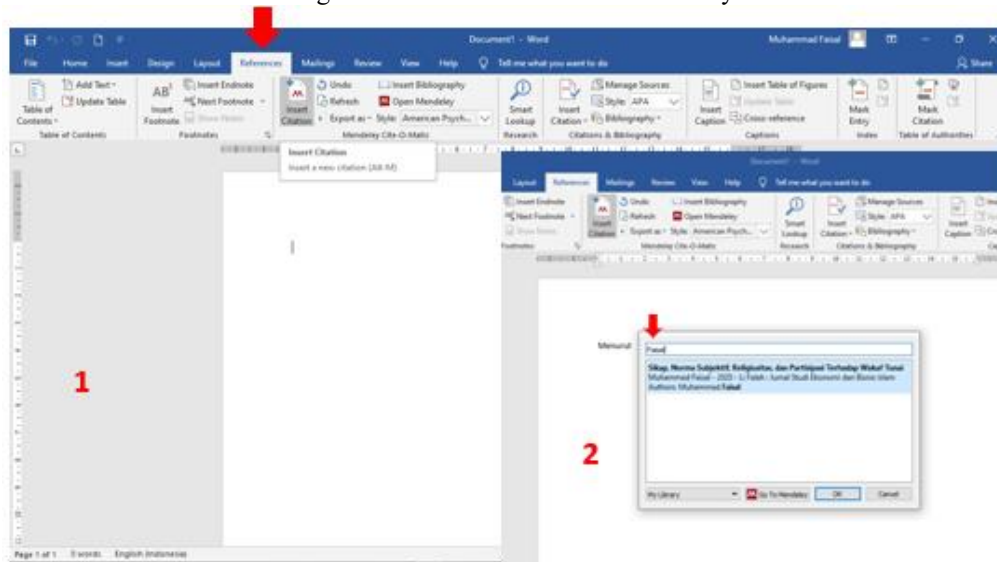 Document1 - Word
Muhammad Faisal
File Home Insert Design Layout References Mailings Review View Help Tell me what you want to do
Share
Table of Contents
Add Text
Update Table
Table of Contents
AB¹
Insert Footnote
Insert Endnote
Next Footnote
Show Notes
Footnotes
Insert Citation
Undo
Refresh
Export as
Insert Bibliography
Open Mendeley
Style: American Psych...
Mendeley Cite-O-Matic
Smart Lookup
Research
Insert Citation
Manage Sources
Style: APA
Bibliography
Citations & Bibliography
Insert Caption
Insert Table of Figures
Update Table
Cross-reference
Captions
Mark Entry
Index
Mark Citation
Table of Authorities
Insert Citation
Insert a new citation (Alt-M)
1
Page 1 of 1 0 words English (Indonesia)
Document1 - Word
Layout References Mailings Review View Help Tell me what you want to do
Insert Endnote
Next Footnote
Show Notes
Footnotes
Insert Citation
Undo
Refresh
Export as
Insert Bibliography
Open Mendeley
Style: American Psych...
Mendeley Cite-O-Matic
Smart Lookup
Research
Insert Citation
Manage Sources
Style: APA
Bibliography
Citations & Bibliography
Insert Caption
Menurut
Faisal
Sikap, Norma Subjektif, Religiusitas, dan Partisipasi Terhadap Wakaf Tunai
Muhammad Faisal - 2020 - Li Falah : Jurnal Studi Ekonomi dan Bisnis Islam
Authors: Muhammad Faisal
My Library
Go To Mendeley
OK
Cancel
2